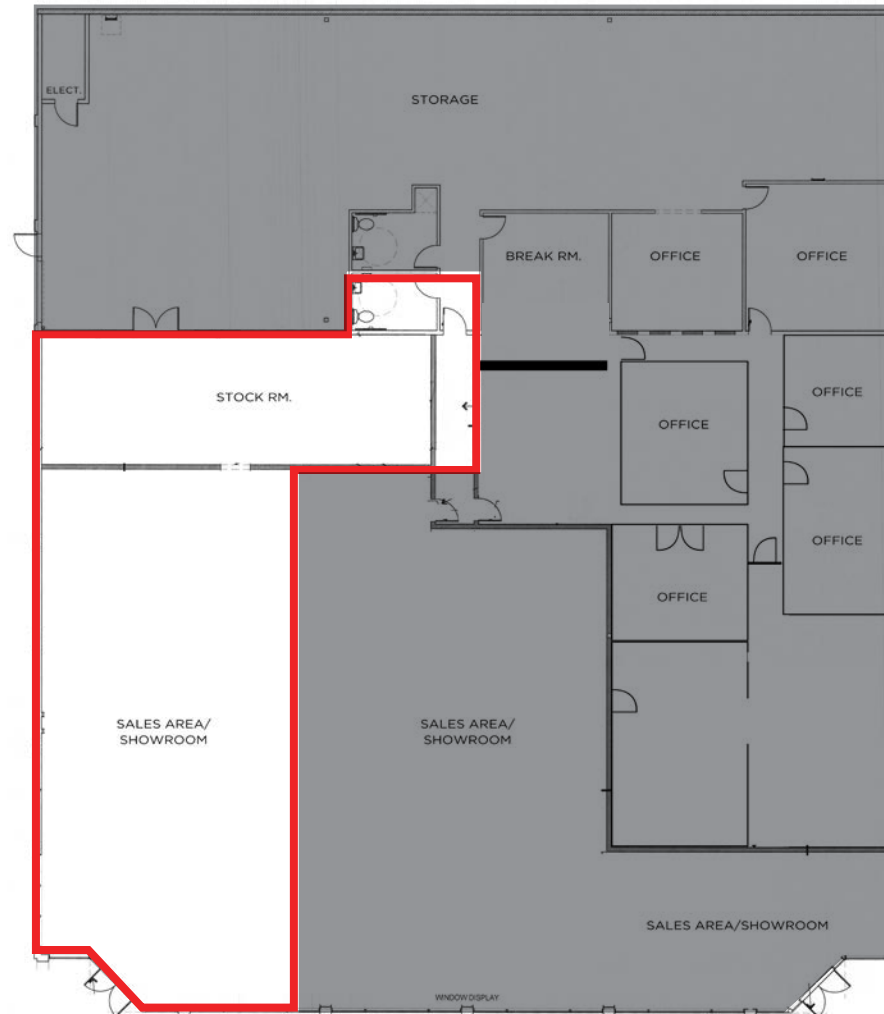 ELECT.
STORAGE
BREAK RM.
OFFICE
OFFICE
STOCK RM.
OFFICE
OFFICE
OFFICE
OFFICE
SALES AREA/
SHOWROOM
SALES AREA/
SHOWROOM
SALES AREA/SHOWROOM
WINDOW DISPLAY